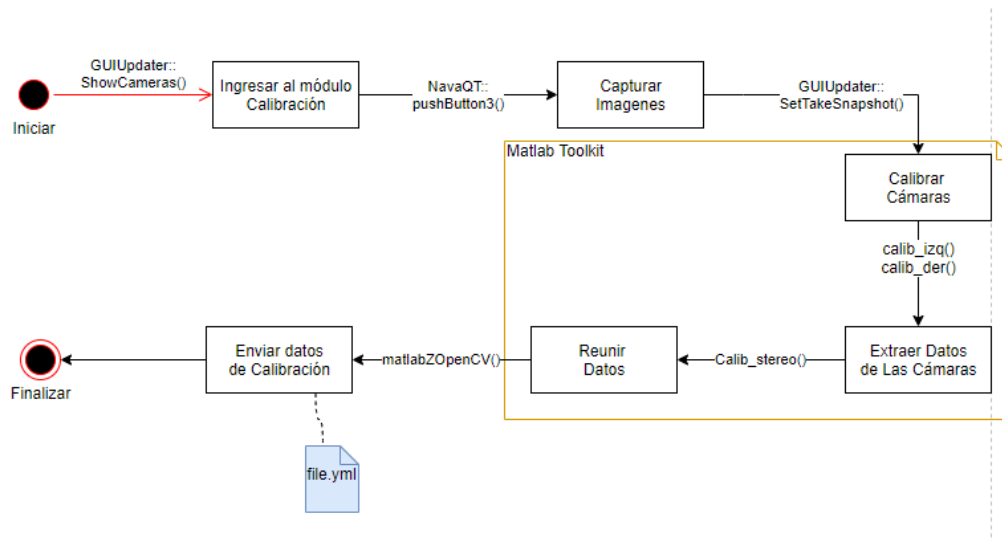 GUIUpdater::
ShowCameras()
Iniciar
Ingresar al módulo
Calibración
NavaQT::
pushButton3()
Capturar
Imagenes
GUIUpdater::
SetTakeSnapshot()
Matlab Toolkit
Calibrar
Cámaras
calib_izq()
calib_der()
Extraer Datos
de Las Cámaras
Calib_stereo()
Reunir
Datos
matlabZOpenCV()
Enviar datos
de Calibración
Finalizar
file.yml